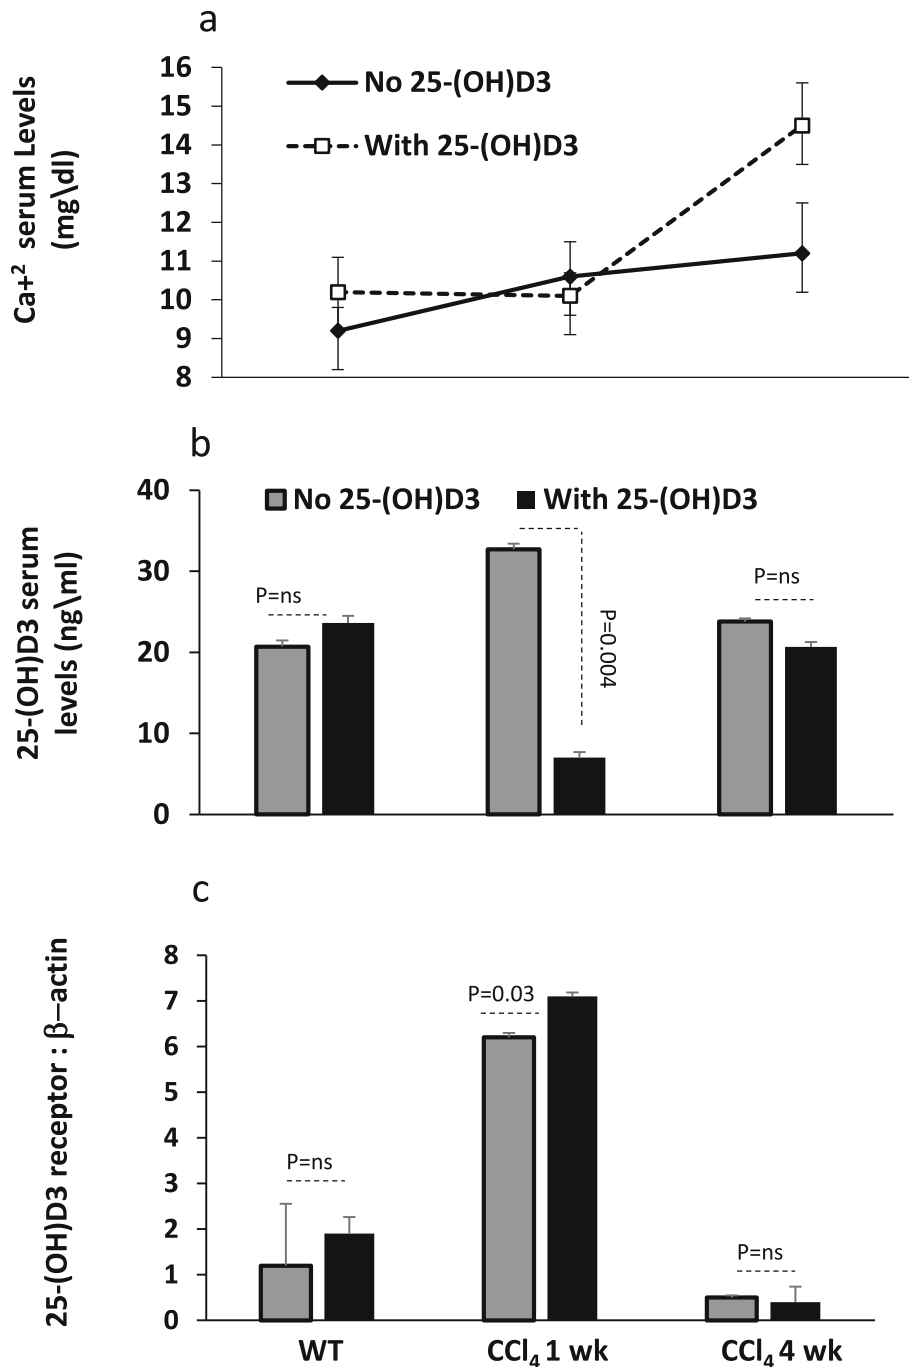 a
Ca+² serum Levels
(mg\dl)
16
15
14
13
12
11
10
9
8
No 25-(OH)D3
With 25-(OH)D3
b
25-(OH)D3 serum
levels (ng\ml)
40
30
20
10
0
No 25-(OH)D3 With 25-(OH)D3
P=ns
P=0.004
P=ns
c
25-(OH)D3 receptor : β–actin
8
7
6
5
4
3
2
1
0
P=ns
P=0.03
P=ns
WT CCl₄ 1 wk CCl₄ 4 wk